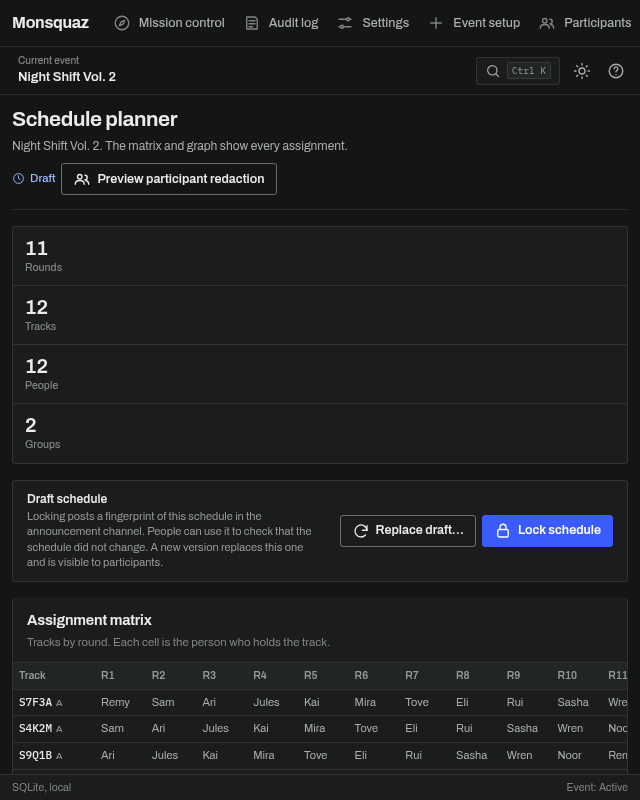 Monsquaz Mission control Audit log Settings Event setup Participants
Current event
Night Shift Vol. 2
Ctrl K
Schedule planner
Night Shift Vol. 2. The matrix and graph show every assignment.
Draft Preview participant redaction
11
Rounds
12
Tracks
12
People
2
Groups
Draft schedule
Locking posts a fingerprint of this schedule in the
announcement channel. People can use it to check that the
schedule did not change. A new version replaces this one
and is visible to participants.
Replace draft... Lock schedule
Assignment matrix
Tracks by round. Each cell is the person who holds the track.
Track R1 R2 R3 R4 R5 R6 R7 R8 R9 R10 R11
S7F3A A Remy Sam Ari Jules Kai Mira Tove Eli Rui Sasha
S4K2M A Sam Ari Jules Kai Mira Tove Eli Rui Sasha Wren
S9Q1B A Ari Jules Kai Mira Tove Eli Rui Sasha Wren Noor
SQLite, local Event: Active